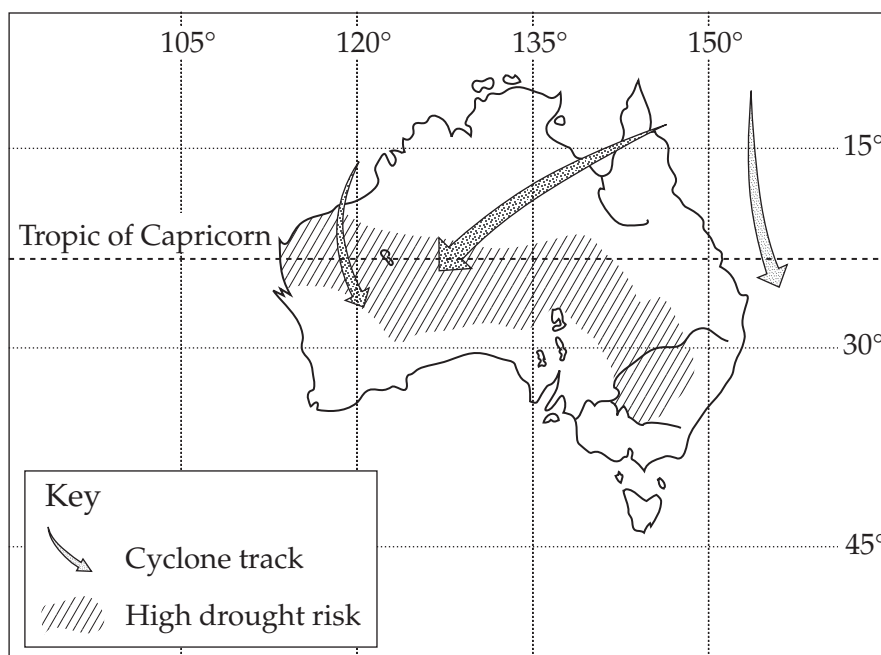 105° 120° 135° 150°
15°
Tropic of Capricorn
30°
45°
Key
Cyclone track
High drought risk